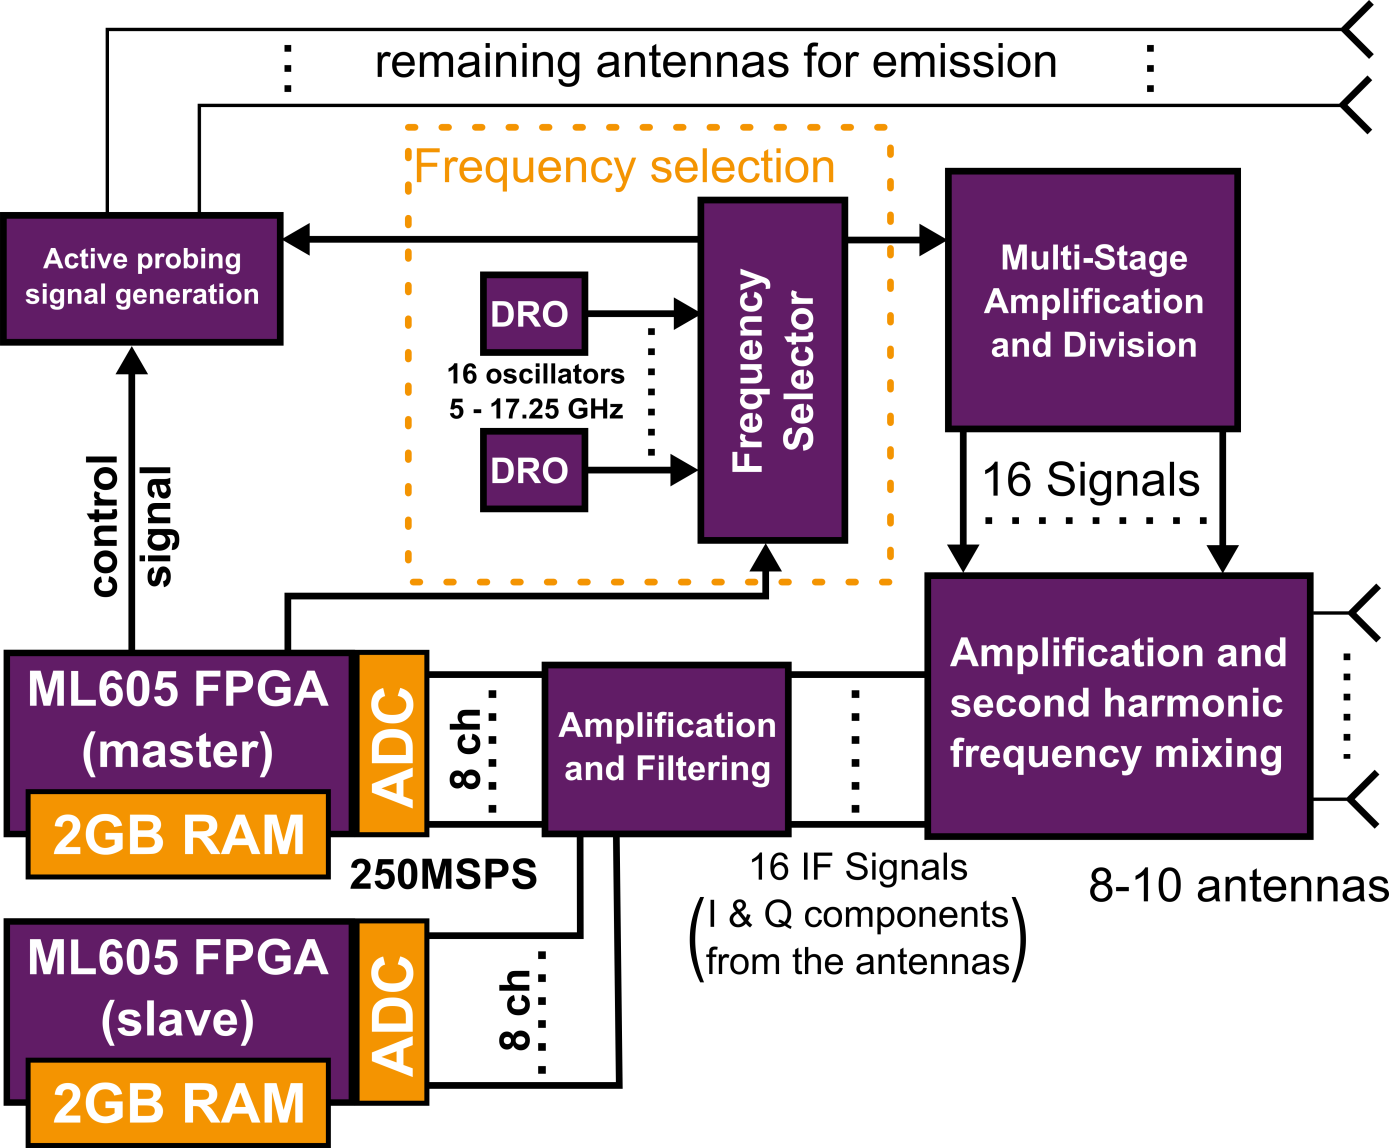 remaining antennas for emission
Frequency selection
Active probing
signal generation
DRO
16 oscillators
5 - 17.25 GHz
DRO
Frequency
Selector
Multi-Stage
Amplification
and Division
16 Signals
control
signal
ML605 FPGA
(master)
2GB RAM
ADC
8 ch
250MSPS
Amplification
and Filtering
16 IF Signals
(I & Q components
from the antennas)
Amplification and
second harmonic
frequency mixing
8-10 antennas
ML605 FPGA
(slave)
2GB RAM
ADC
8 ch